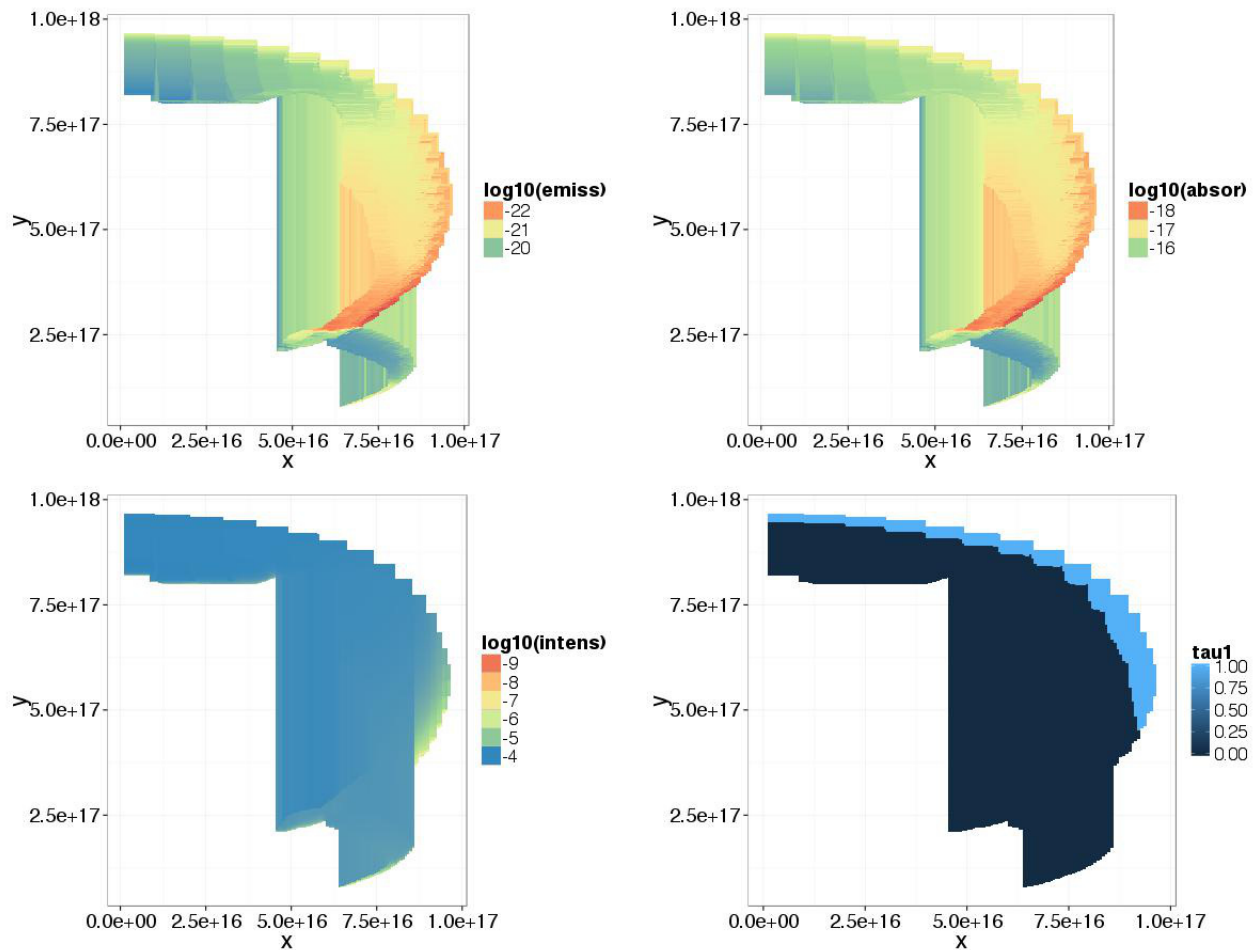 1.0e+18
7.5e+17
5.0e+17
2.5e+17
y
0.0e+00 2.5e+16 5.0e+16 7.5e+16 1.0e+17
x
log10(emiss)
-22
-21
-20
1.0e+18
7.5e+17
5.0e+17
2.5e+17
y
0.0e+00 2.5e+16 5.0e+16 7.5e+16 1.0e+17
x
log10(absor)
-18
-17
-16
1.0e+18
7.5e+17
5.0e+17
2.5e+17
y
0.0e+00 2.5e+16 5.0e+16 7.5e+16 1.0e+17
x
log10(intens)
-9
-8
-7
-6
-5
-4
1.0e+18
7.5e+17
5.0e+17
2.5e+17
y
0.0e+00 2.5e+16 5.0e+16 7.5e+16 1.0e+17
x
tau1
1.00
0.75
0.50
0.25
0.00